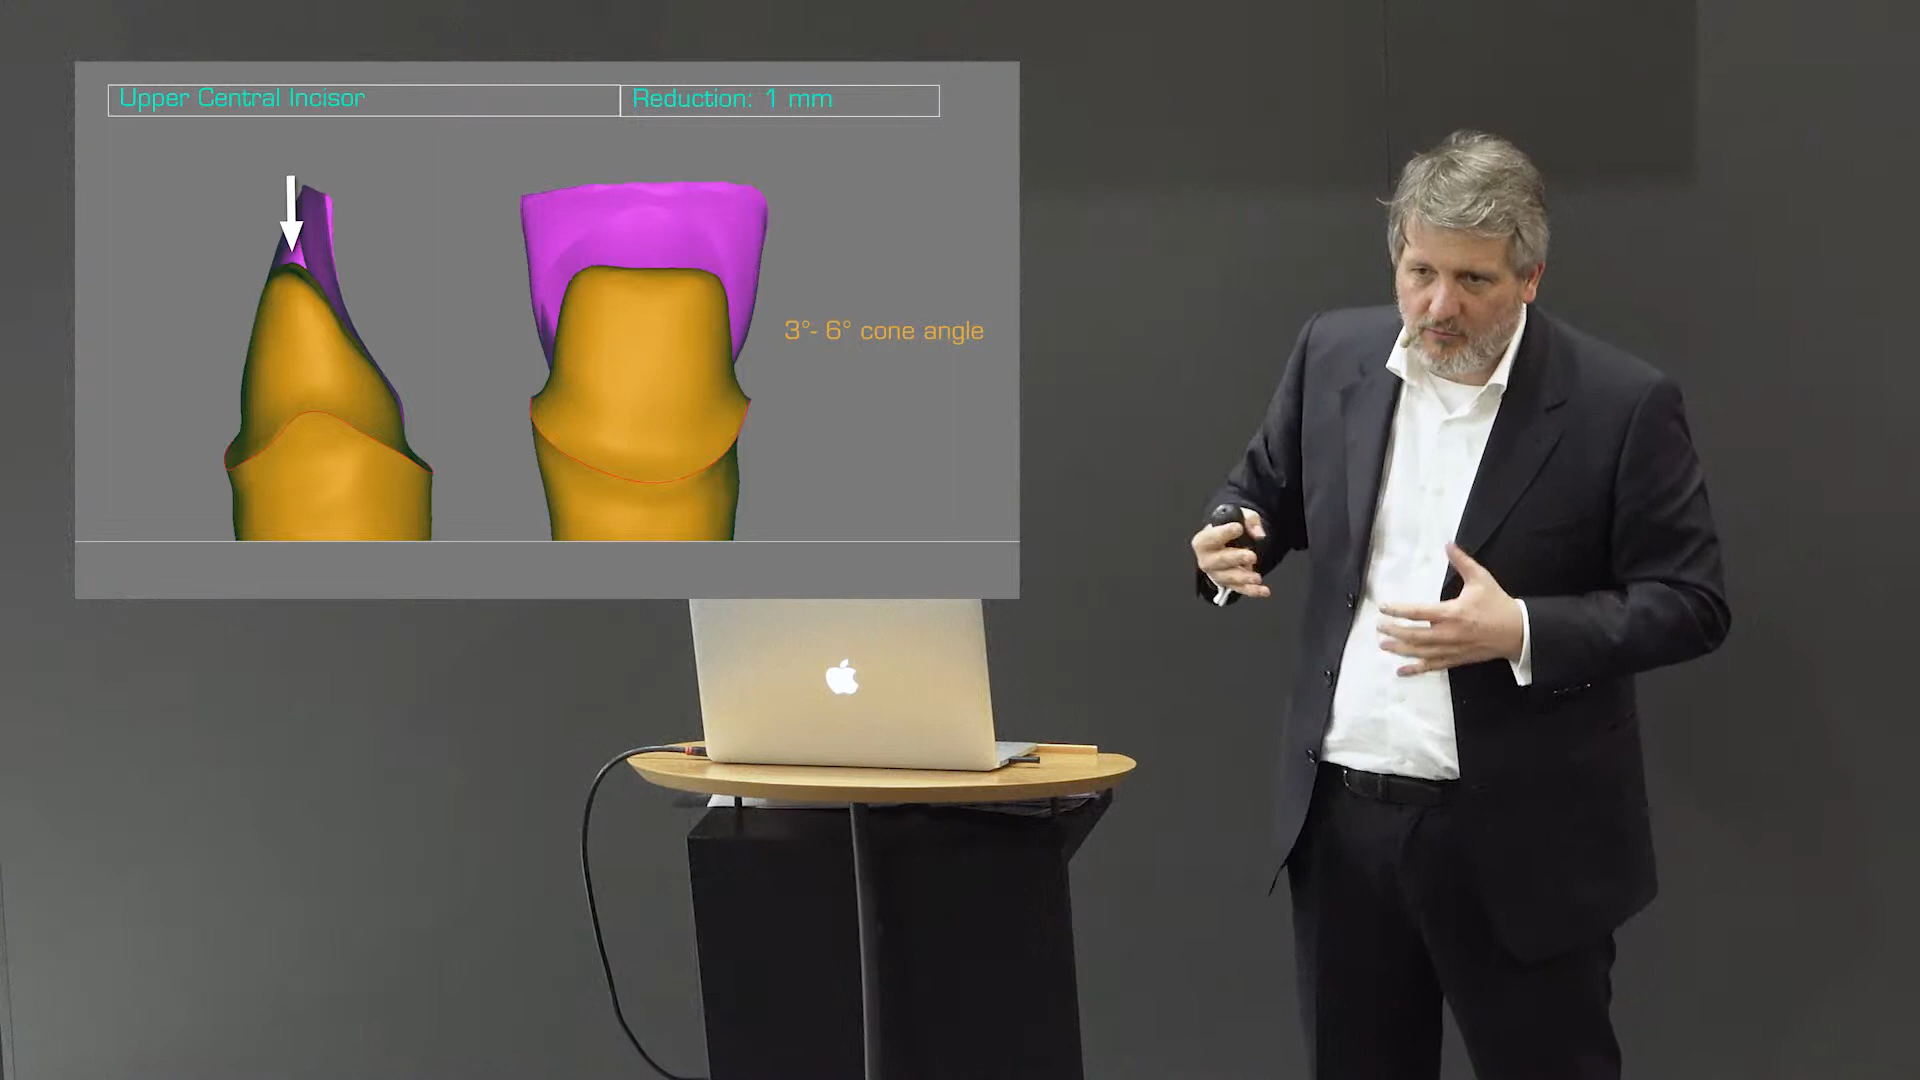 Upper Central Incisor
Reduction: 1 mm
3°- 6° cone angle